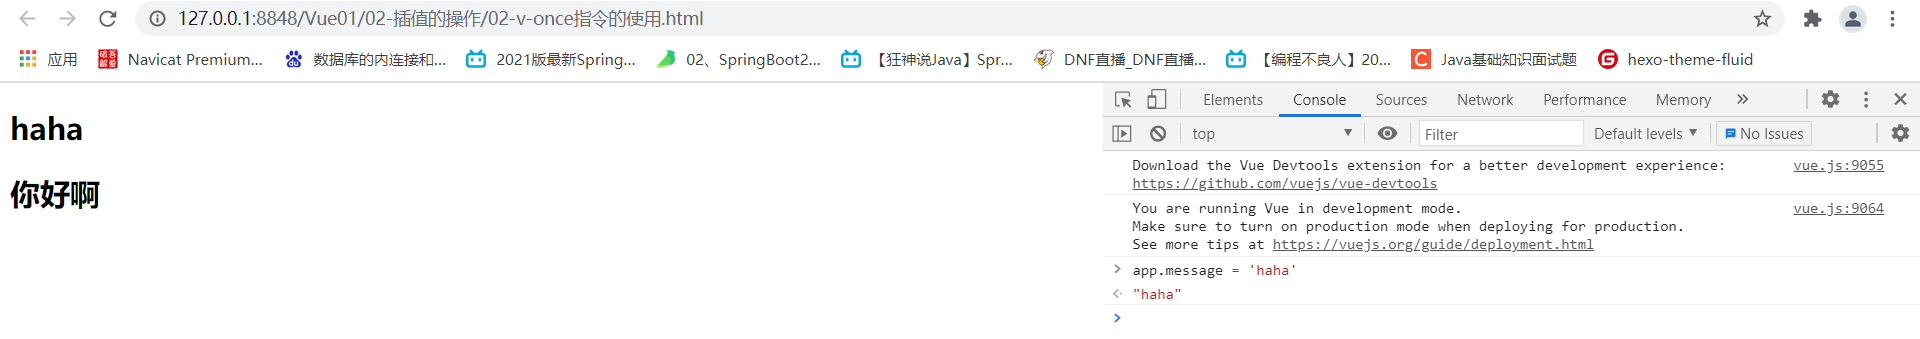 127.0.0.1:8848/Vue01/02-插值的操作/02-v-once指令的使用.html
应用 Navicat Premium... 数据库的内连接和... 2021版最新Spring... 02、SpringBoot2... 【狂神说Java】Spr... DNF直播_DNF直播... 【编程不良人】20... Java基础知识面试题 hexo-theme-fluid
haha
你好啊
Elements Console Sources Network Performance Memory
top Filter Default levels No Issues
Download the Vue Devtools extension for a better development experience: vue.js:9055
https://github.com/vuejs/vue-devtools
You are running Vue in development mode. vue.js:9064
Make sure to turn on production mode when deploying for production.
See more tips at https://vuejs.org/guide/deployment.html
app.message = 'haha'
"haha"